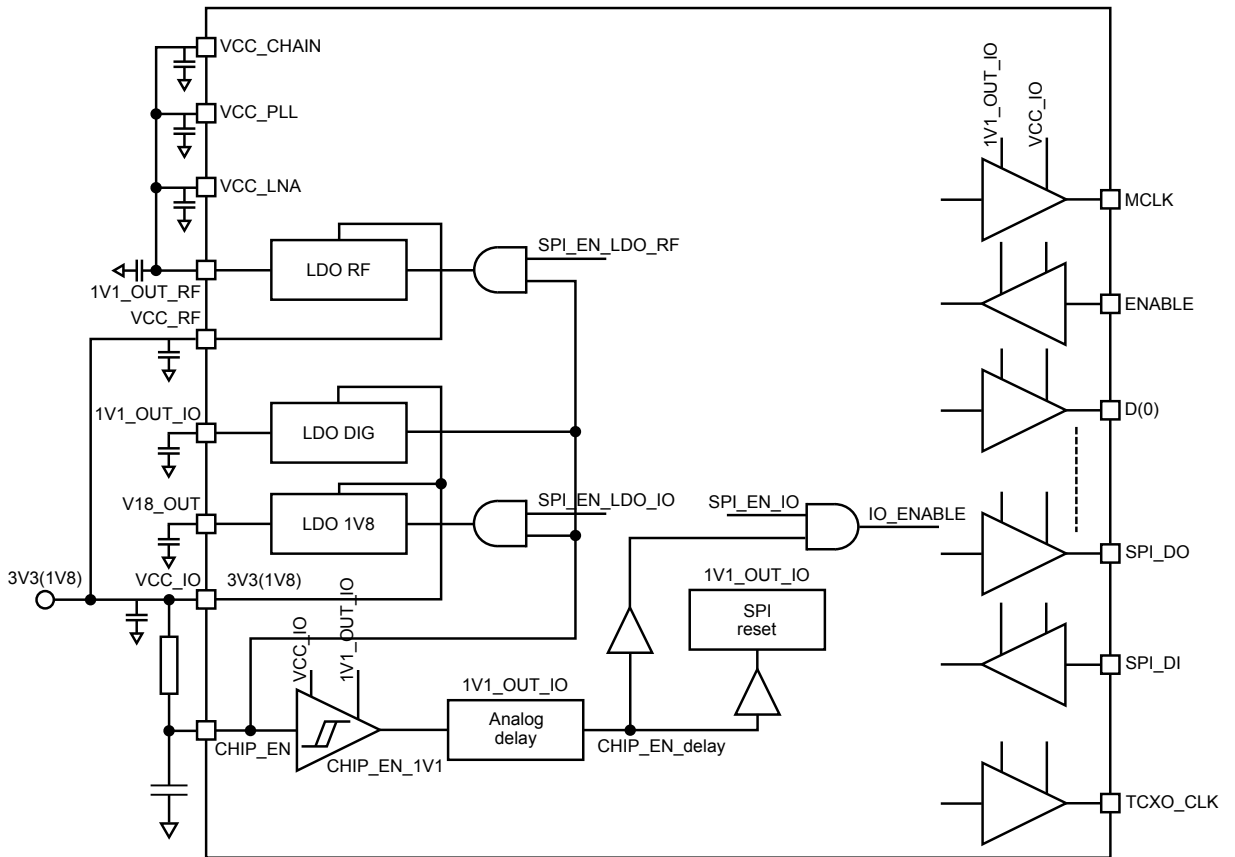 VCC_CHAIN
VCC_PLL
VCC_LNA
1V1_OUT_IO
VCC_IO
MCLK
SPI_EN_LDO_RF
LDO RF
1V1_OUT_RF
VCC_RF
ENABLE
1V1_OUT_IO
LDO DIG
D(0)
V18_OUT
LDO 1V8
SPI_EN_LDO_IO
SPI_EN_IO
IO_ENABLE
SPI_DO
3V3(1V8)
VCC_IO
3V3(1V8)
VCC_IO
1V1_OUT_IO
1V1_OUT_IO
SPI
reset
SPI_DI
1V1_OUT_IO
Analog
delay
CHIP_EN
CHIP_EN_1V1
CHIP_EN_delay
TCXO_CLK